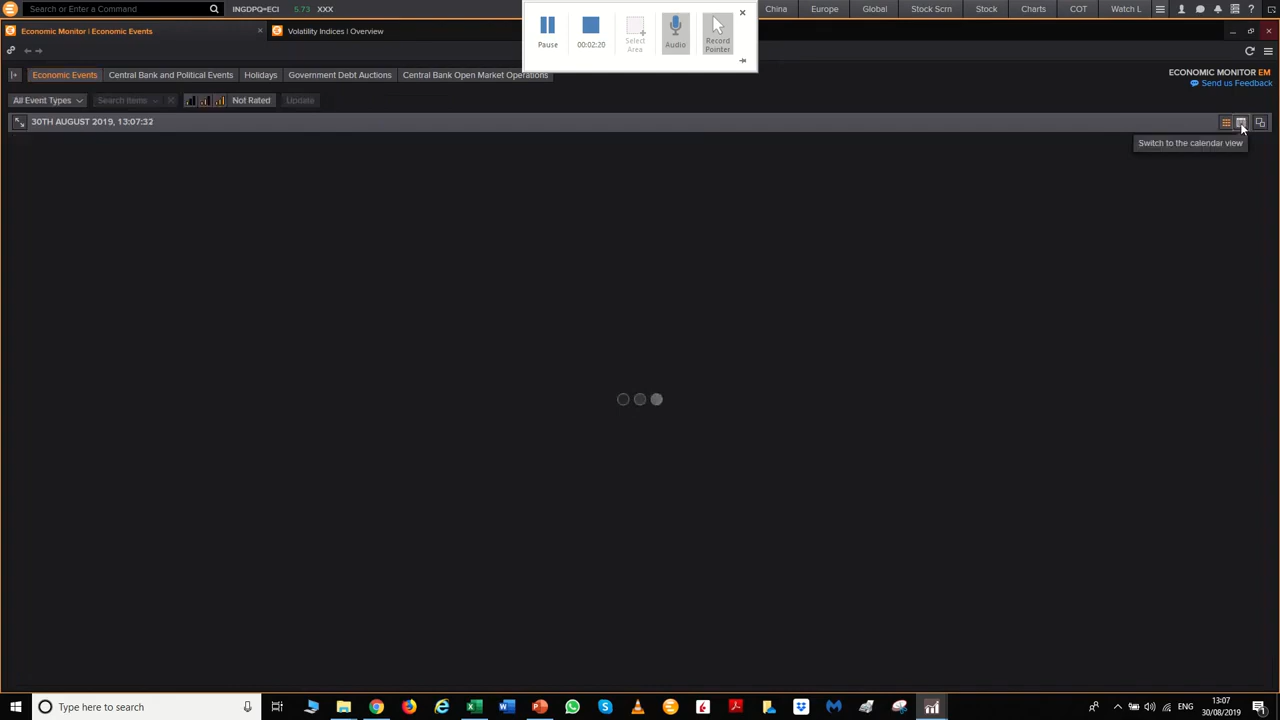 Search or Enter a Command
INGDPQ=ECI 5.73 XXX
China Europe Global Stock Scrn Stock Charts COT Watch L
Economic Monitor | Economic Events
Volatility Indices | Overview
Pause
00:02:20
Select Area
Audio
Record Pointer
Economic Events
Central Bank and Political Events
Holidays
Government Debt Auctions
Central Bank Open Market Operations
ECONOMIC MONITOR EM
Send us Feedback
All Event Types
Search Items
Not Rated
Update
30TH AUGUST 2019, 13:07:32
Switch to the calendar view
Type here to search
ENG
13:07
30/08/2019